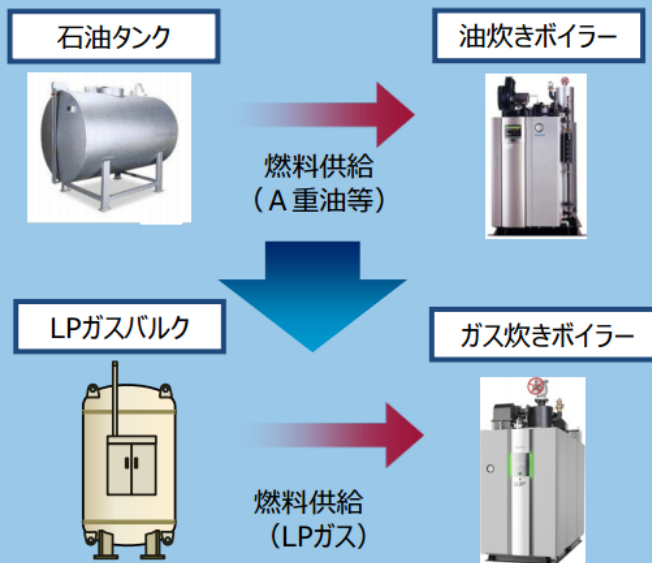 石油タンク
油炊きボイラー
燃料供給
（A重油等）
LPガスバルク
ガス炊きボイラー
燃料供給
（LPガス）